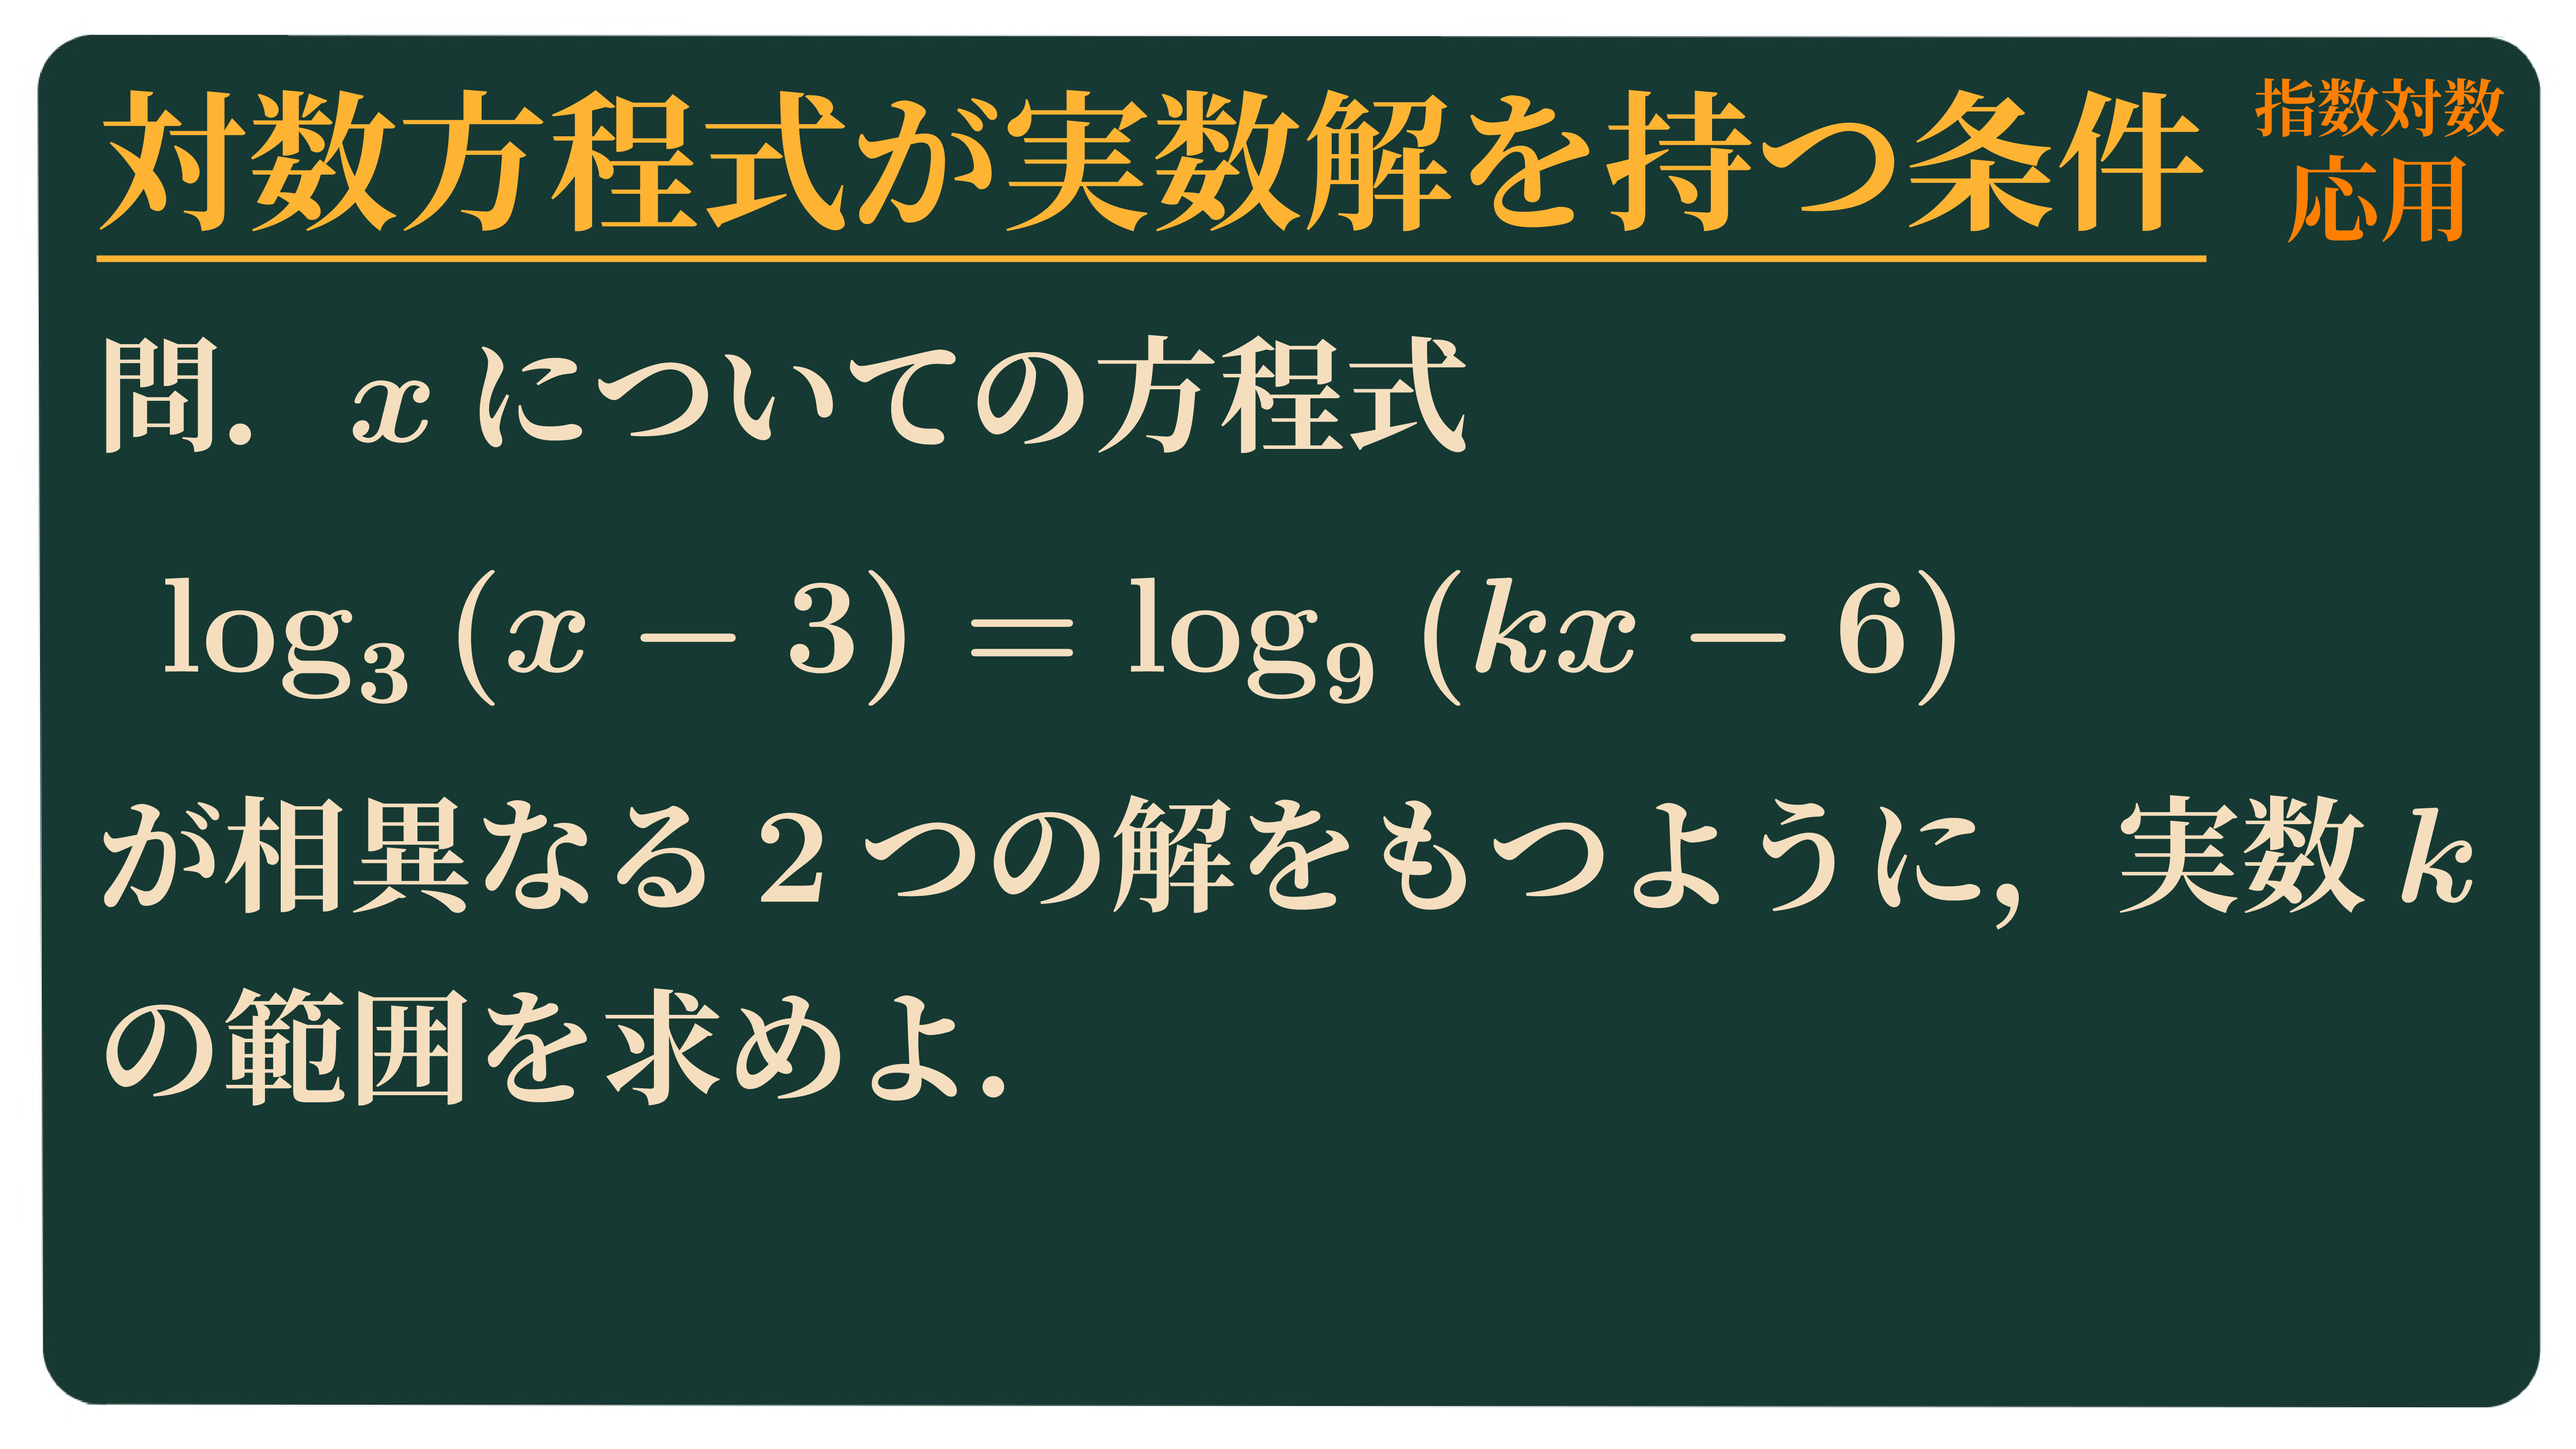 対数方程式が実数解を持つ条件
指数対数
応用
問. x についての方程式
log₃ (x − 3) = log₉ (kx − 6)
が相異なる 2 つの解をもつように, 実数 k
の範囲を求めよ.